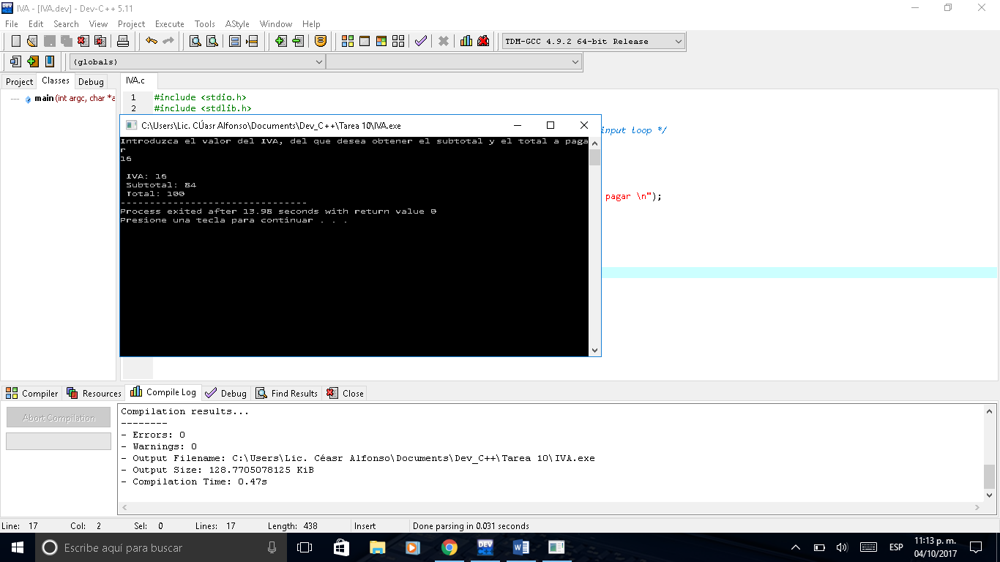 IVA - [IVA.dev] - Dev-C++ 5.11
File Edit Search View Project Execute Tools AStyle Window Help
TDM-GCC 4.9.2 64-bit Release
(globals)
Project Classes Debug
IVA.c
main (int argc, char *a
1 #include <stdio.h>
2 #include <stdlib.h>
C:\Users\Lic. CÚasr Alfonso\Documents\Dev_C++\Tarea 10\IVA.exe
input loop */
Introduzca el valor del IVA, del que desea obtener el subtotal y el total a paga
r
16
IVA: 16
Subtotal: 84
Total: 100
--------------------------------
Process exited after 13.98 seconds with return value 0
Presione una tecla para continuar . . .
pagar \n");
Compiler Resources Compile Log Debug Find Results Close
Abort Compilation
Compilation results...
--------
- Errors: 0
- Warnings: 0
- Output Filename: C:\Users\Lic. Céasr Alfonso\Documents\Dev_C++\Tarea 10\IVA.exe
- Output Size: 128.7705078125 KiB
- Compilation Time: 0.47s
Line: 17 Col: 2 Sel: 0 Lines: 17 Length: 438 Insert Done parsing in 0.031 seconds
Escribe aquí para buscar
DEV
ESP
11:13 p. m.
04/10/2017